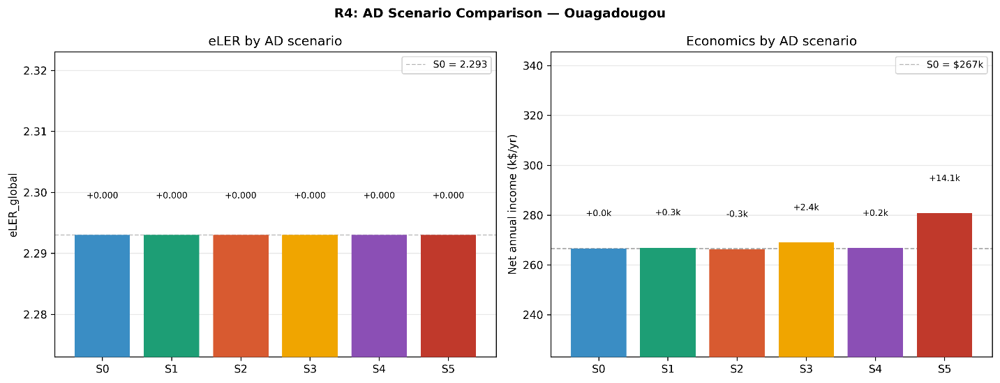 R4: AD Scenario Comparison — Ouagadougou
eLER by AD scenario
S0 = 2.293
eLER_global
2.32
2.31
2.30
2.29
2.28
+0.000
+0.000
+0.000
+0.000
+0.000
+0.000
S0
S1
S2
S3
S4
S5
Economics by AD scenario
S0 = $267k
Net annual income (k$/yr)
340
320
300
280
260
240
+0.0k
+0.3k
-0.3k
+2.4k
+0.2k
+14.1k
S0
S1
S2
S3
S4
S5